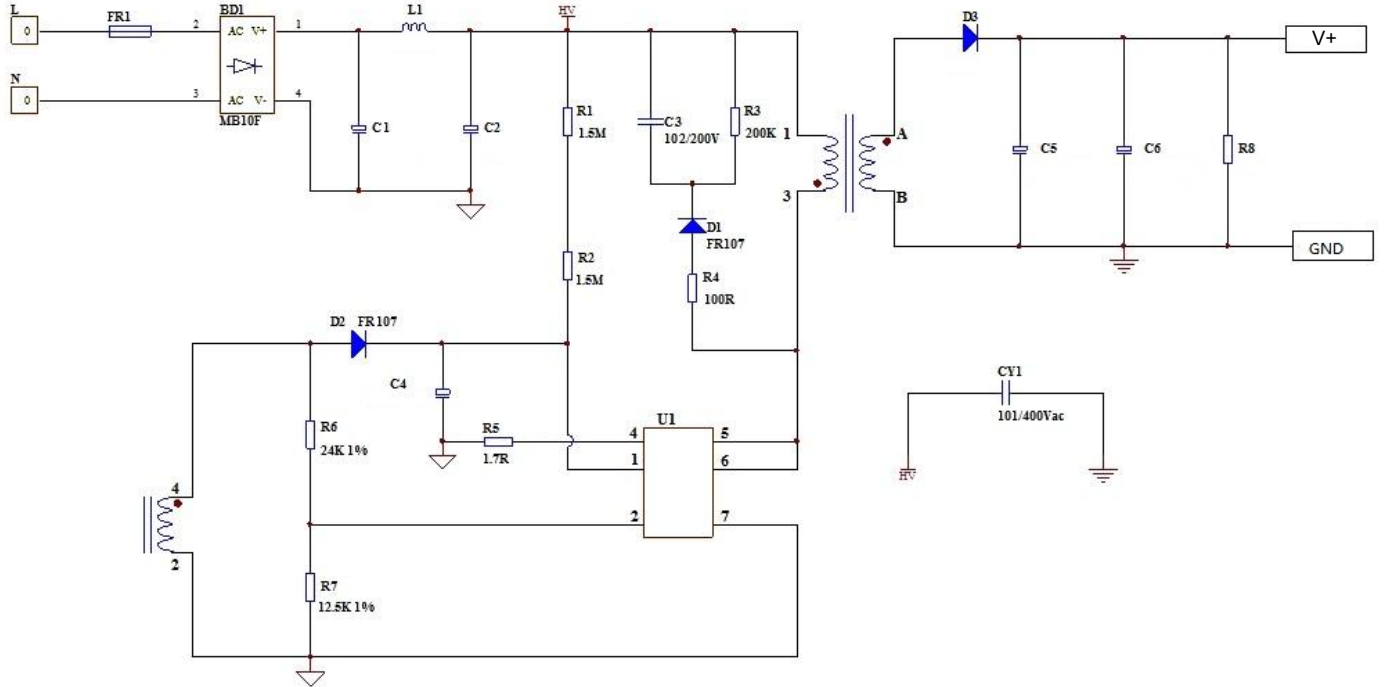 L
0
FR1
2
BD1
AC V+
1
L1
HV
D3
V+
N
0
3
AC V-
4
MB10F
C1
C2
R1
1.5M
C3
102/200V
R3
200K
1
3
A
B
C5
C6
R8
GND
D1
FR107
R4
100R
R2
1.5M
D2 FR107
C4
R5
1.7R
U1
4
1
2
5
6
7
R6
24K 1%
R7
12.5K 1%
4
2
CY1
101/400Vac
HV